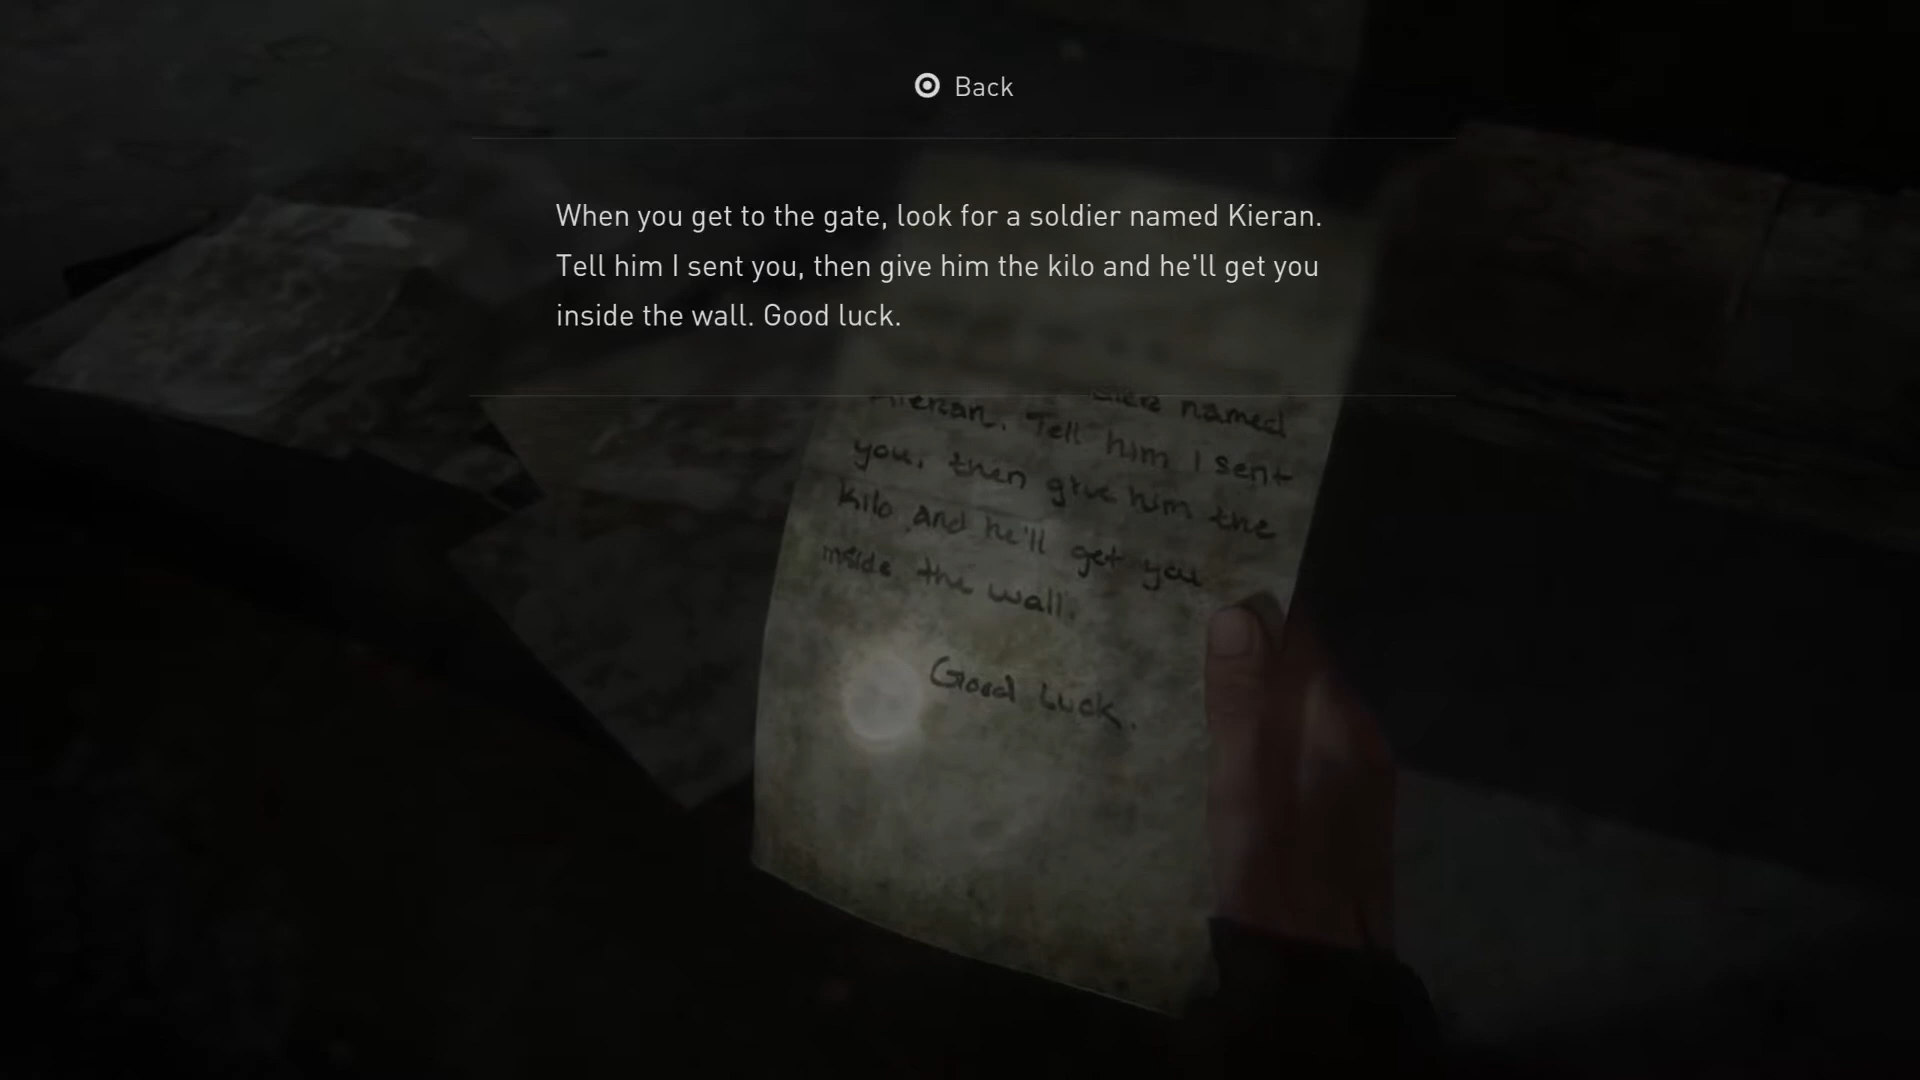 Back
When you get to the gate, look for a soldier named Kieran.
Tell him I sent you, then give him the kilo and he'll get you
inside the wall. Good luck.
named
Kieran. Tell him I sent
you, then give him the
kilo and he'll get you
inside the wall.
Good Luck.